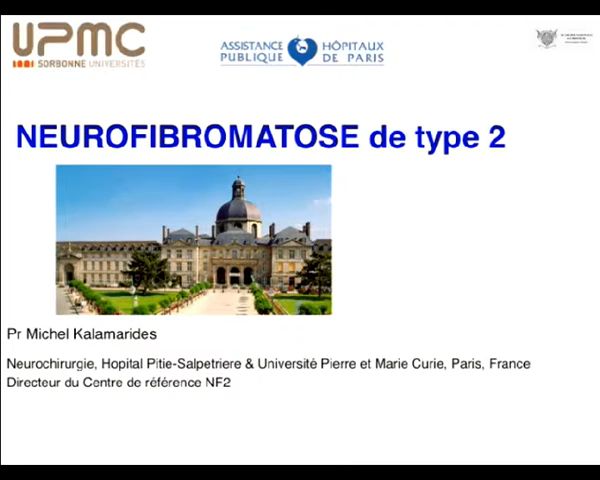 UPMC
SORBONNE UNIVERSITÉS
ASSISTANCE HÔPITAUX
PUBLIQUE DE PARIS
NEUROFIBROMATOSE de type 2
Pr Michel Kalamarides
Neurochirurgie, Hopital Pitie-Salpetriere & Université Pierre et Marie Curie, Paris, France
Directeur du Centre de référence NF2